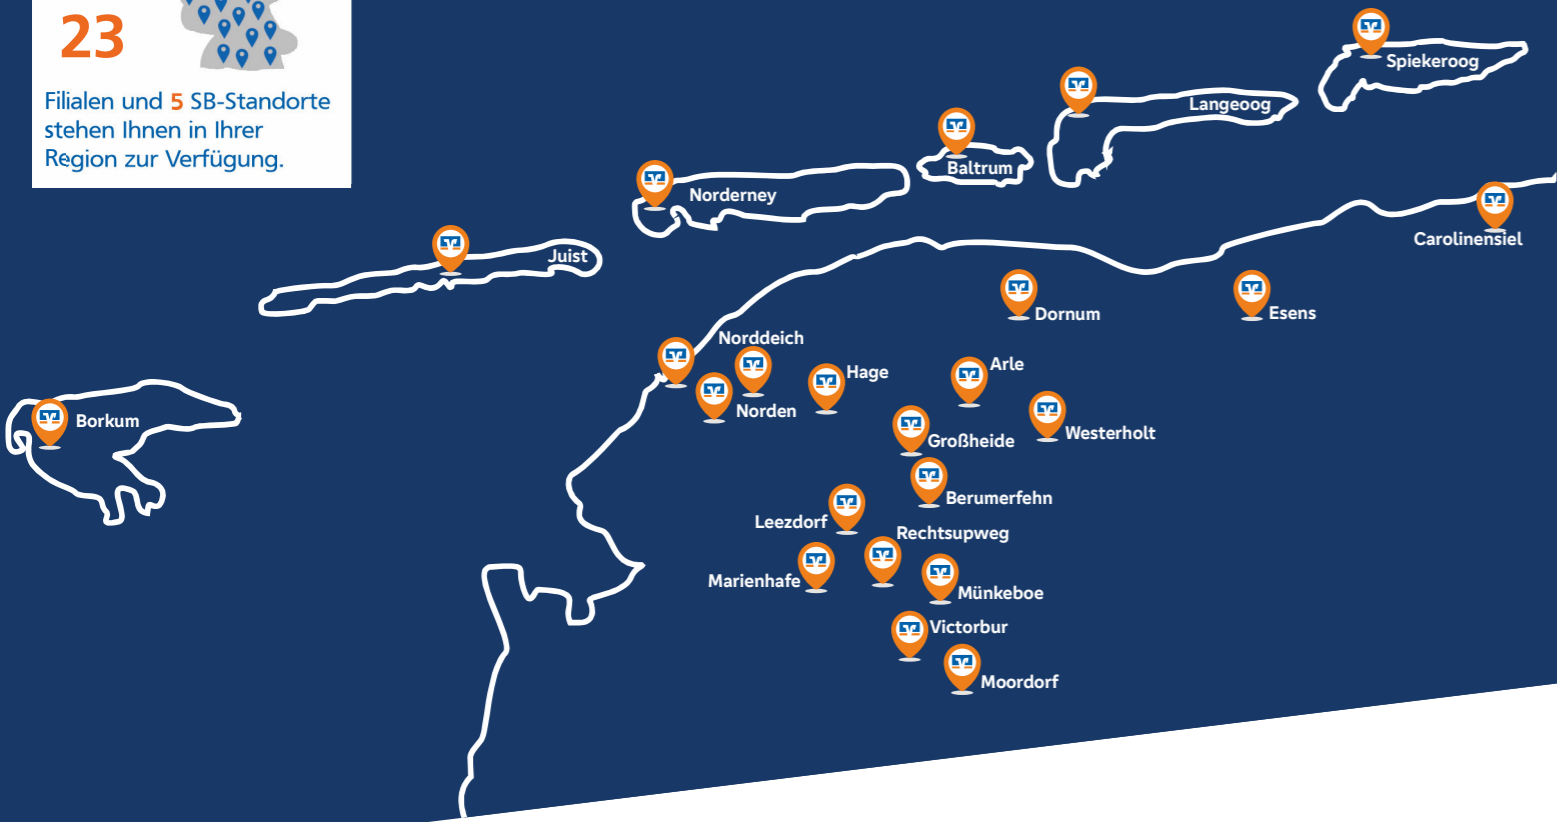 23
Filialen und 5 SB-Standorte
stehen Ihnen in Ihrer
Region zur Verfügung.
Spiekeroog
Langeoog
Baltrum
Norderney
Carolinensiel
Juist
Dornum
Esens
Norddeich
Arle
Hage
Norden
Borkum
Westerholt
Großheide
Berumerfehn
Leezdorf
Rechtsupweg
Marienhafe
Münkeboe
Victorbur
Moordorf